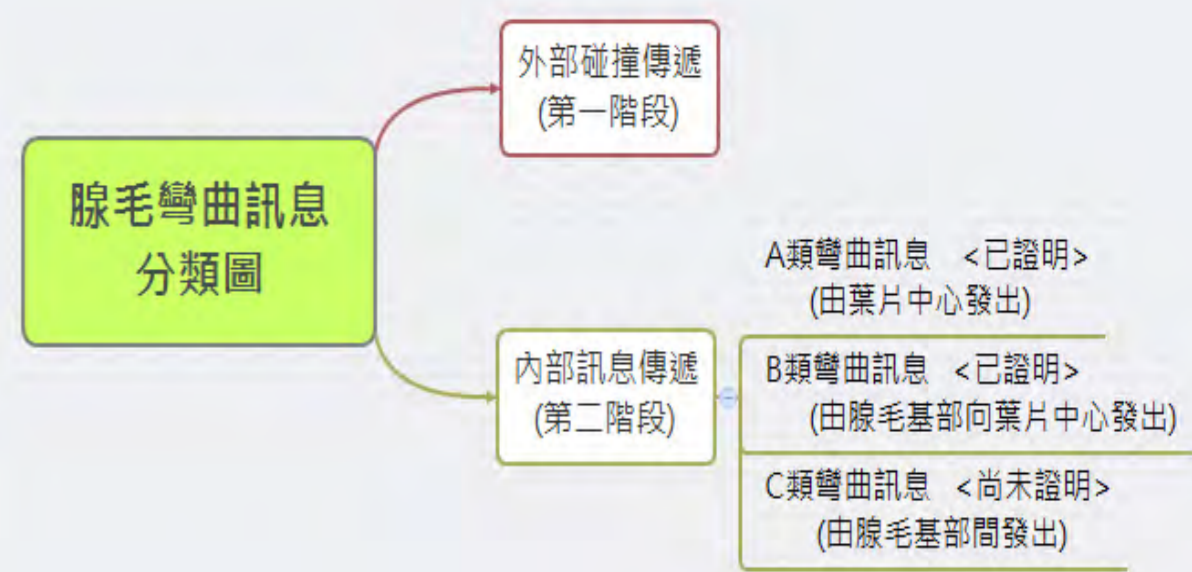 腺毛彎曲訊息
分類圖
外部碰撞傳遞
(第一階段)
內部訊息傳遞
(第二階段)
A類彎曲訊息 <已證明>
(由葉片中心發出)
B類彎曲訊息 <已證明>
(由腺毛基部向葉片中心發出)
C類彎曲訊息 <尚未證明>
(由腺毛基部間發出)